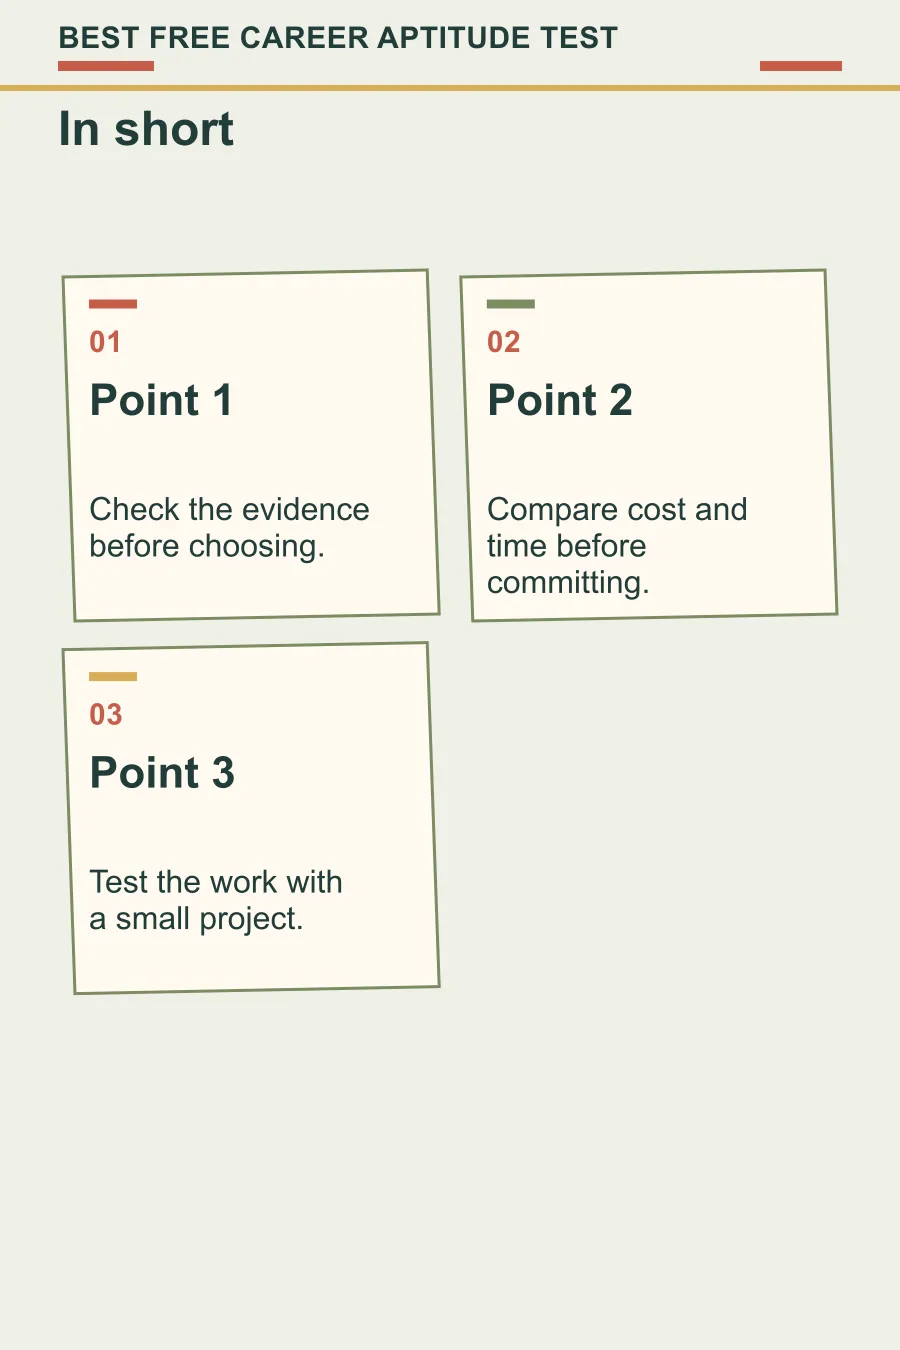 BEST FREE CAREER APTITUDE TEST
In short
01
Point 1
Check the evidence
before choosing.
02
Point 2
Compare cost and
time before
committing.
03
Point 3
Test the work with
a small project.